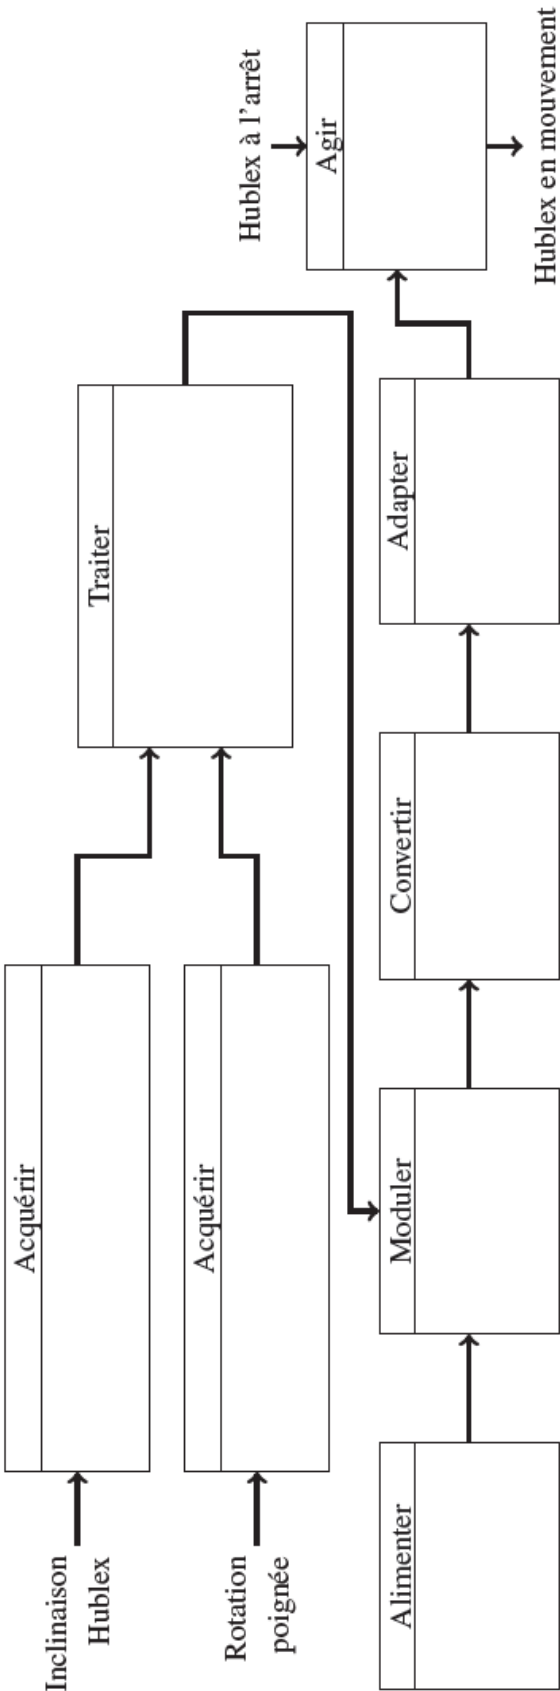 Inclinaison
Hublex
Acquérir
Rotation
poignée
Acquérir
Traiter
Alimenter
Moduler
Convertir
Adapter
Hublex à l'arrêt
Agir
Hublex en mouvement